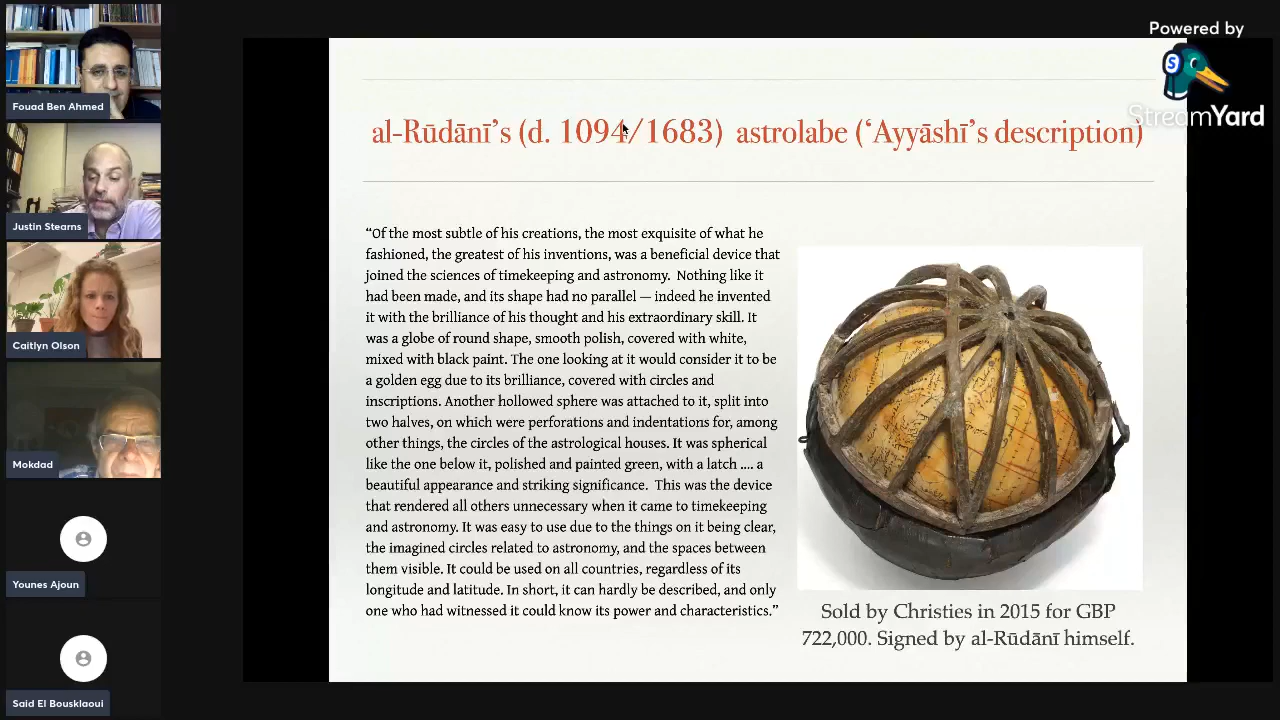 Fouad Ben Ahmed
Justin Stearns
Caitlyn Olson
Mokdad
Younes Ajoun
Said El Bousklaoui
Powered by
S
StreamYard
al-Rūdānī’s (d. 1094/1683) astrolabe (‘Ayyāshī’s description)
“Of the most subtle of his creations, the most exquisite of what he
fashioned, the greatest of his inventions, was a beneficial device that
joined the sciences of timekeeping and astronomy. Nothing like it
had been made, and its shape had no parallel — indeed he invented
it with the brilliance of his thought and his extraordinary skill. It
was a globe of round shape, smooth polish, covered with white,
mixed with black paint. The one looking at it would consider it to be
a golden egg due to its brilliance, covered with circles and
inscriptions. Another hollowed sphere was attached to it, split into
two halves, on which were perforations and indentations for, among
other things, the circles of the astrological houses. It was spherical
like the one below it, polished and painted green, with a latch .... a
beautiful appearance and striking significance. This was the device
that rendered all others unnecessary when it came to timekeeping
and astronomy. It was easy to use due to the things on it being clear,
the imagined circles related to astronomy, and the spaces between
them visible. It could be used on all countries, regardless of its
longitude and latitude. In short, it can hardly be described, and only
one who had witnessed it could know its power and characteristics.”
Sold by Christies in 2015 for GBP
722,000. Signed by al-Rūdānī himself.